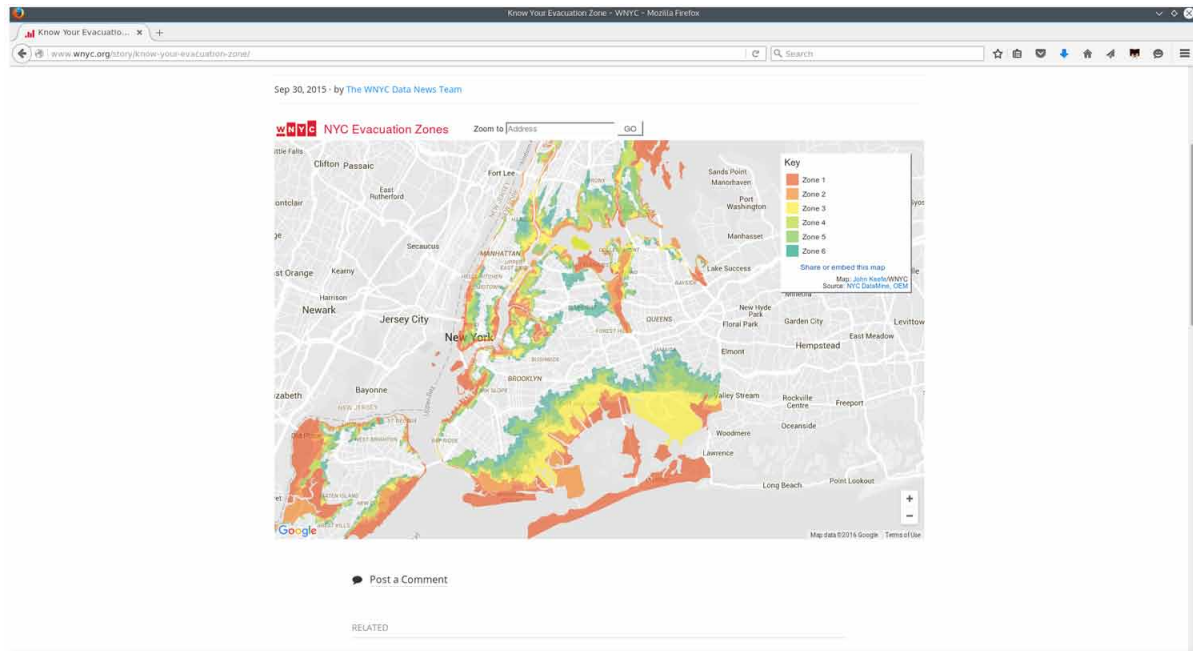 Know Your Evacuation Zone - WNYC - Mozilla Firefox
Know Your Evacuatio...
www.wnyc.org/story/know-your-evacuation-zone/
Search
Sep 30, 2015 · by The WNYC Data News Team
WNYC NYC Evacuation Zones
Zoom to Address GO
Key
Zone 1
Zone 2
Zone 3
Zone 4
Zone 5
Zone 6
Share or embed this map
Map: John Keefe/WNYC
Source: NYC DataMine, OEM
Clifton Passaic
Fort Lee
Sands Point
Manorhaven
East
Rutherford
Port
Washington
Secaucus
MANHATTAN
Manhasset
Kearny
Lake Success
Harrison
Newark
Jersey City
New York
QUEENS
New Hyde
Park
Floral Park
Garden City
Levittow
East Meadow
Hempstead
Elmont
BROOKLYN
Bayonne
NEW JERSEY
Valley Stream
Rockville
Centre
Freeport
Oceanside
Woodmere
Lawrence
Long Beach
Point Lookout
Google
Map data ©2016 Google
Terms of Use
Post a Comment
RELATED